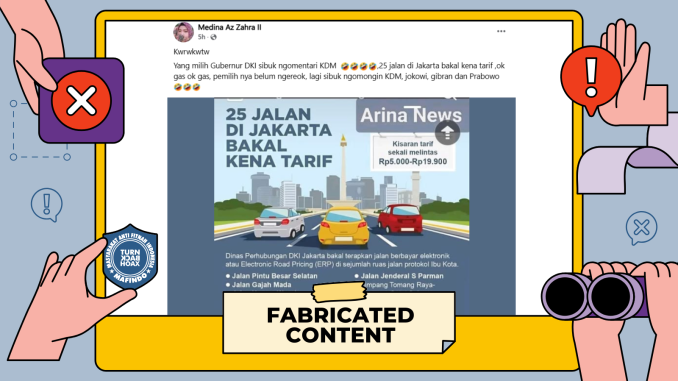 Medina Az Zahra II
5h
Kwrwkwtw
Yang milih Gubernur DKI sibuk ngomentari KDM 🤣🤣🤣🤣.25 jalan di Jakarta bakal kena tarif ,ok
gas ok gas, pemilih nya belum ngereok, lagi sibuk ngomongin KDM, jokowi, gibran dan Prabowo
🤣🤣🤣
25 JALAN
DI JAKARTA
BAKAL
KENA TARIF
Arina News
Kisaran tarif
sekali melintas
Rp5.000-Rp19.900
Dinas Perhubungan DKI Jakarta bakal terapkan jalan berbayar elektronik
atau Electronic Road Pricing (ERP) di sejumlah ruas jalan protokol Ibu Kota.
• Jalan Pintu Besar Selatan
• Jalan Gajah Mada
• Jalan Jenderal S Parman
mpang Tomang Raya-
MASYARAKAT ANTI FITNAH INDONESIA
TURN
BACK
HOAX
MAFINDO
FABRICATED
CONTENT